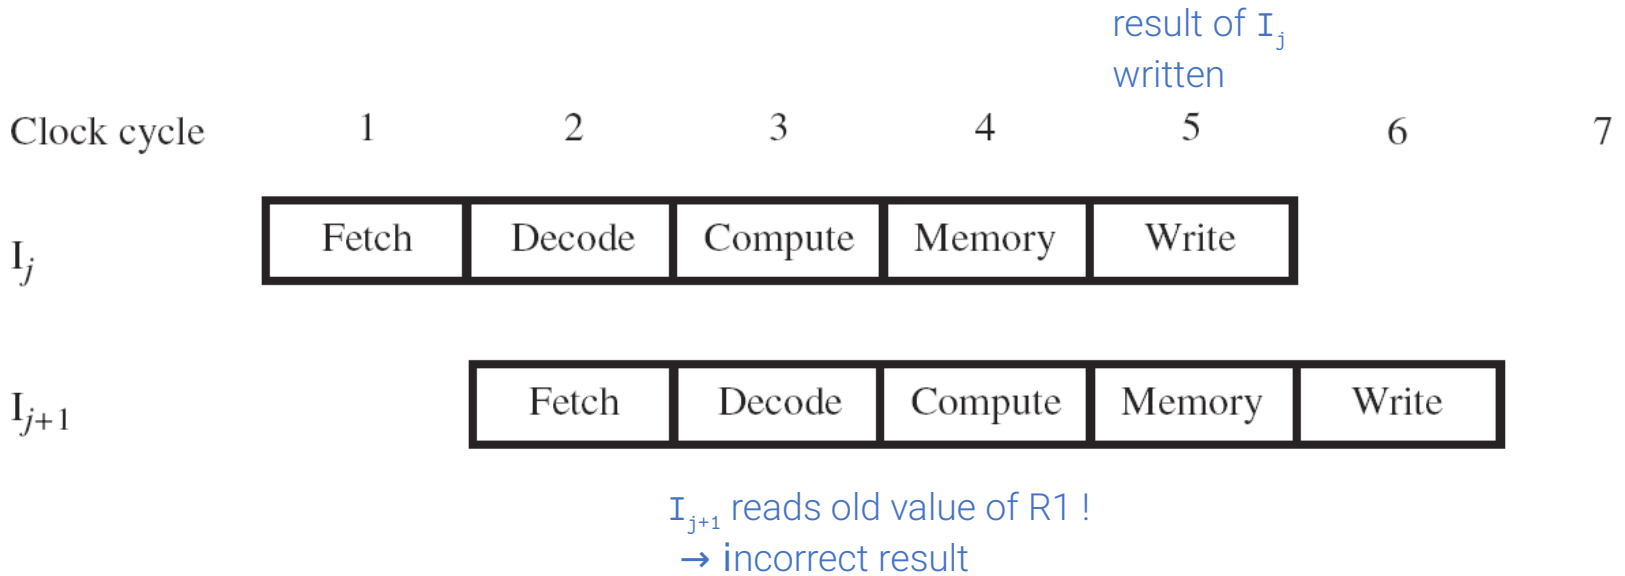 result of Ij
written
Clock cycle 1 2 3 4 5 6 7
Ij Fetch Decode Compute Memory Write
Ij+1 Fetch Decode Compute Memory Write
Ij+1 reads old value of R1 !
→ incorrect result